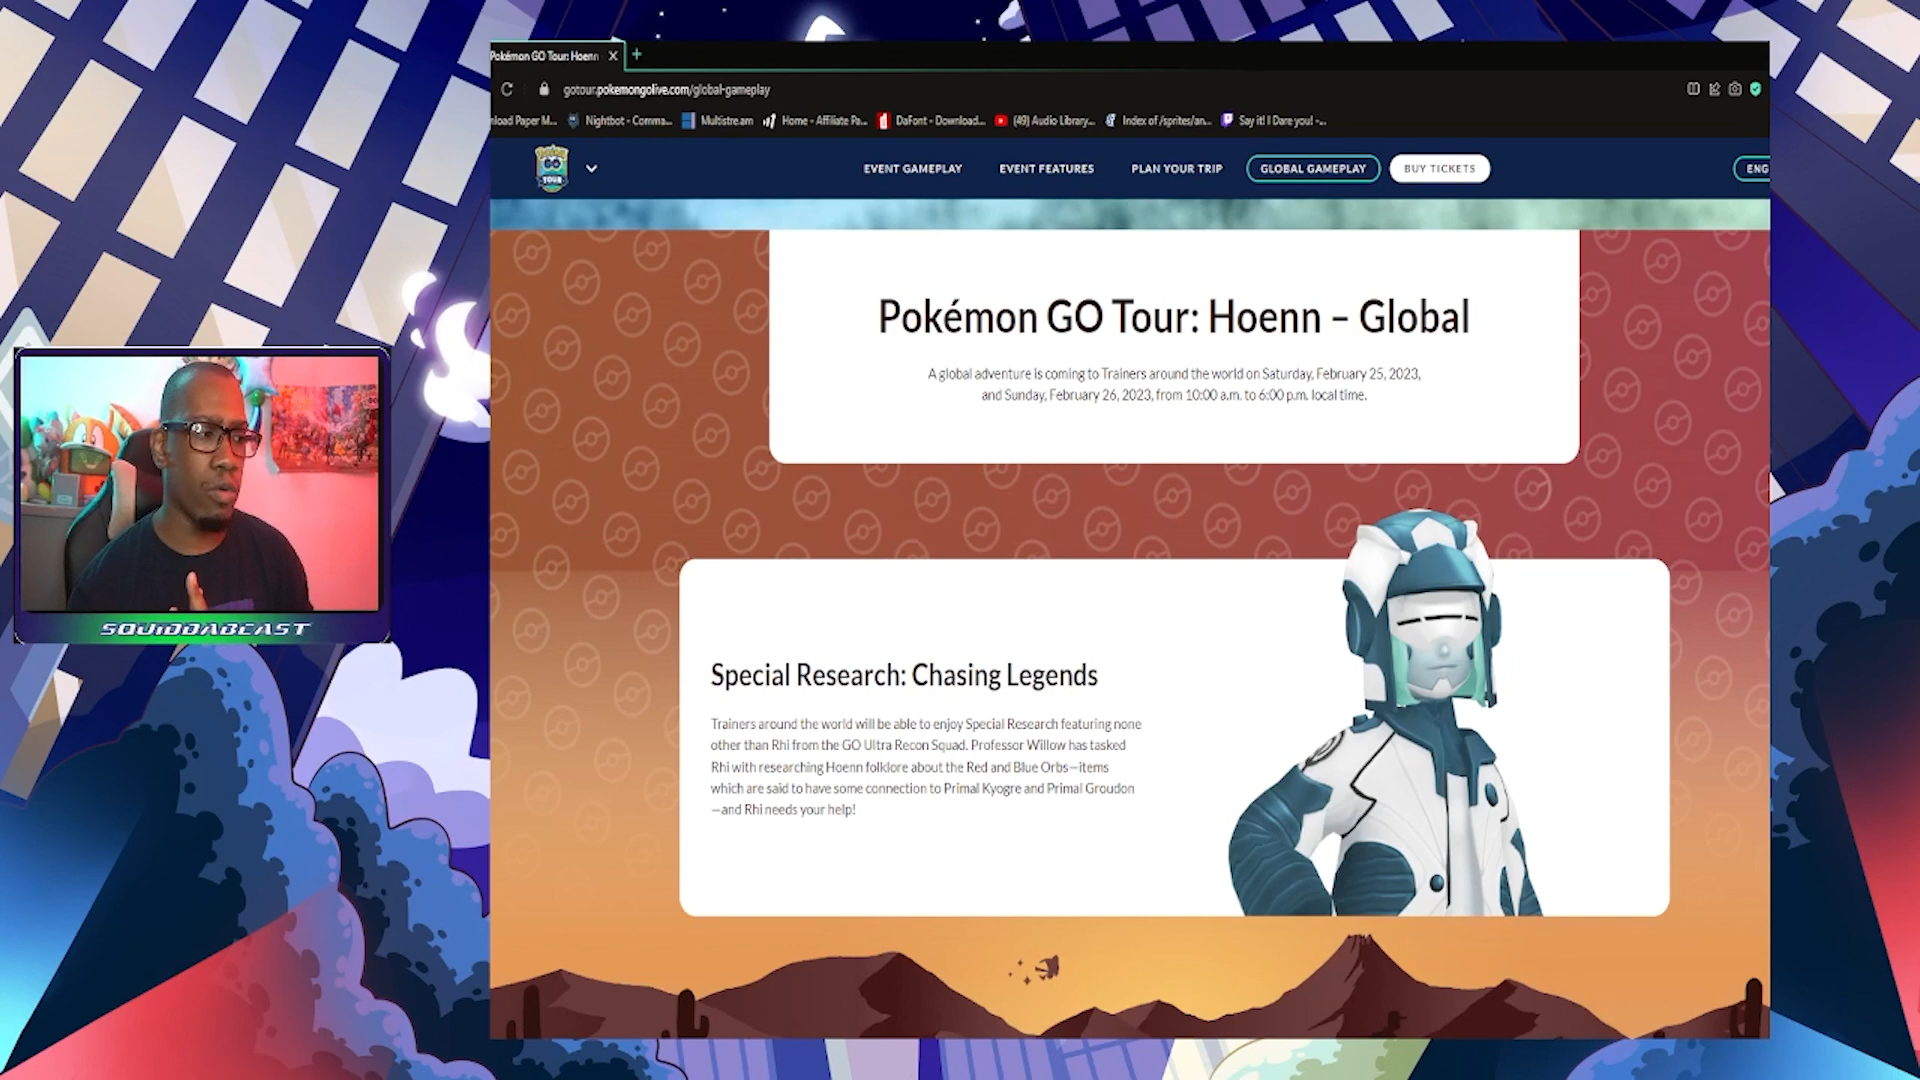 Pokémon GO Tour: Hoenn
gotour.pokemongolive.com/global-gameplay
nload Paper M... Nightbot - Comma... Multistream Home - Affiliate Pa... DaFont - Download... (49) Audio Library... Index of /sprites/an... Say it! I Dare you! -...
GO
TOUR
EVENT GAMEPLAY EVENT FEATURES PLAN YOUR TRIP GLOBAL GAMEPLAY BUY TICKETS ENG
Pokémon GO Tour: Hoenn – Global
A global adventure is coming to Trainers around the world on Saturday, February 25, 2023,
and Sunday, February 26, 2023, from 10:00 a.m. to 6:00 p.m. local time.
SQUIDDABEAST
Special Research: Chasing Legends
Trainers around the world will be able to enjoy Special Research featuring none
other than Rhi from the GO Ultra Recon Squad. Professor Willow has tasked
Rhi with researching Hoenn folklore about the Red and Blue Orbs—items
which are said to have some connection to Primal Kyogre and Primal Groudon
—and Rhi needs your help!